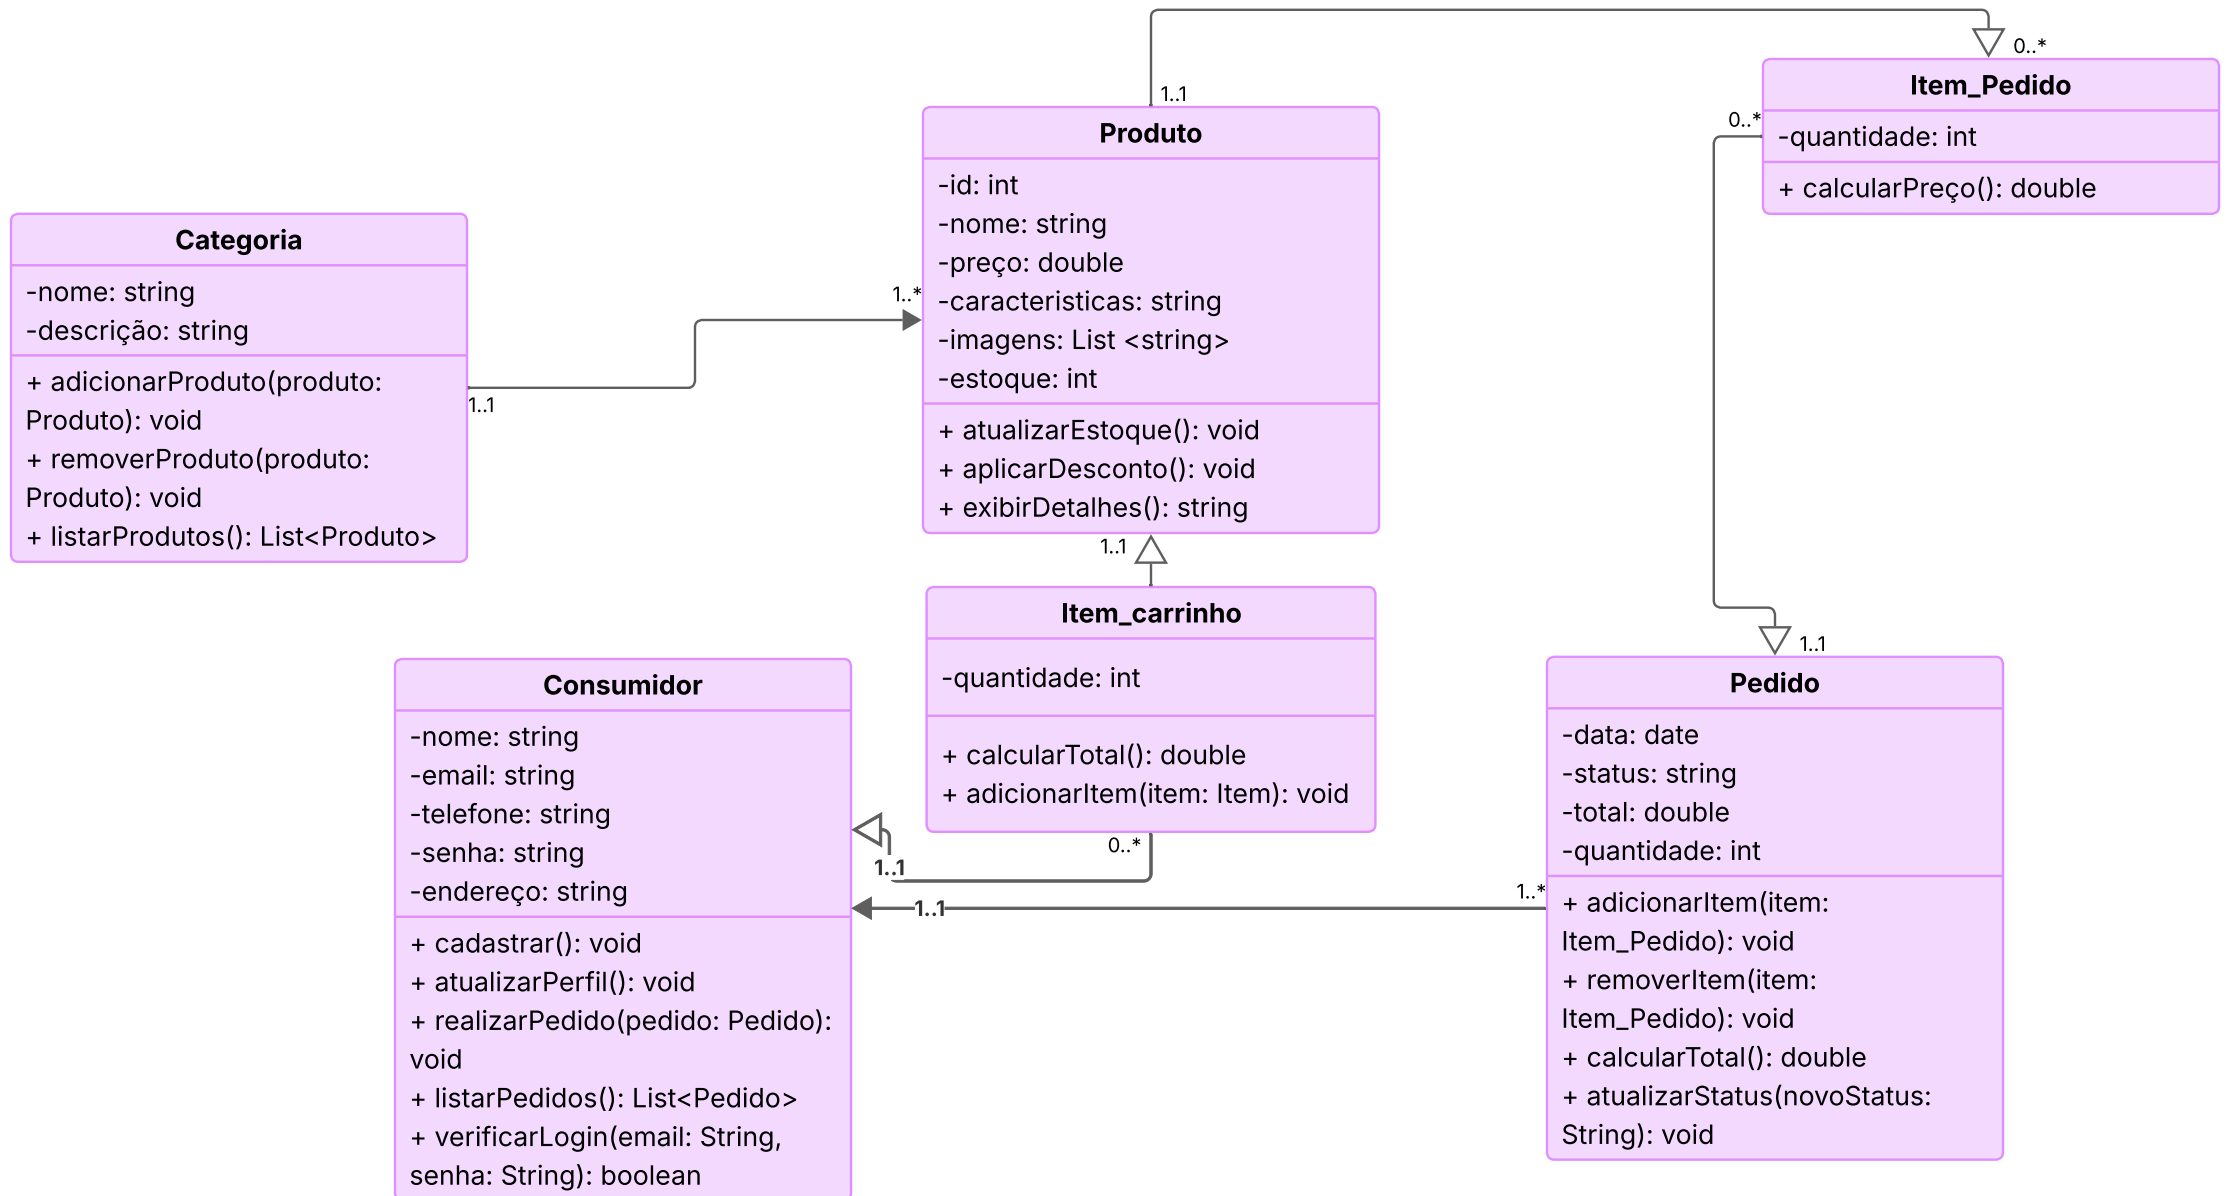 0..*
Item_Pedido
0..*
-quantidade: int
+ calcularPreço(): double
1..1
Produto
-id: int
-nome: string
-preço: double
-caracteristicas: string
-imagens: List <string>
-estoque: int
+ atualizarEstoque(): void
+ aplicarDesconto(): void
+ exibirDetalhes(): string
1..*
Categoria
-nome: string
-descrição: string
+ adicionarProduto(produto:
Produto): void
+ removerProduto(produto:
Produto): void
+ listarProdutos(): List<Produto>
1..1
1..1
Item_carrinho
-quantidade: int
+ calcularTotal(): double
+ adicionarItem(item: Item): void
0..*
1..1
1..1
Consumidor
-nome: string
-email: string
-telefone: string
-senha: string
-endereço: string
+ cadastrar(): void
+ atualizarPerfil(): void
+ realizarPedido(pedido: Pedido):
void
+ listarPedidos(): List<Pedido>
+ verificarLogin(email: String,
senha: String): boolean
1..1
Pedido
-data: date
-status: string
-total: double
-quantidade: int
1..*
+ adicionarItem(item:
Item_Pedido): void
+ removerItem(item:
Item_Pedido): void
+ calcularTotal(): double
+ atualizarStatus(novoStatus:
String): void